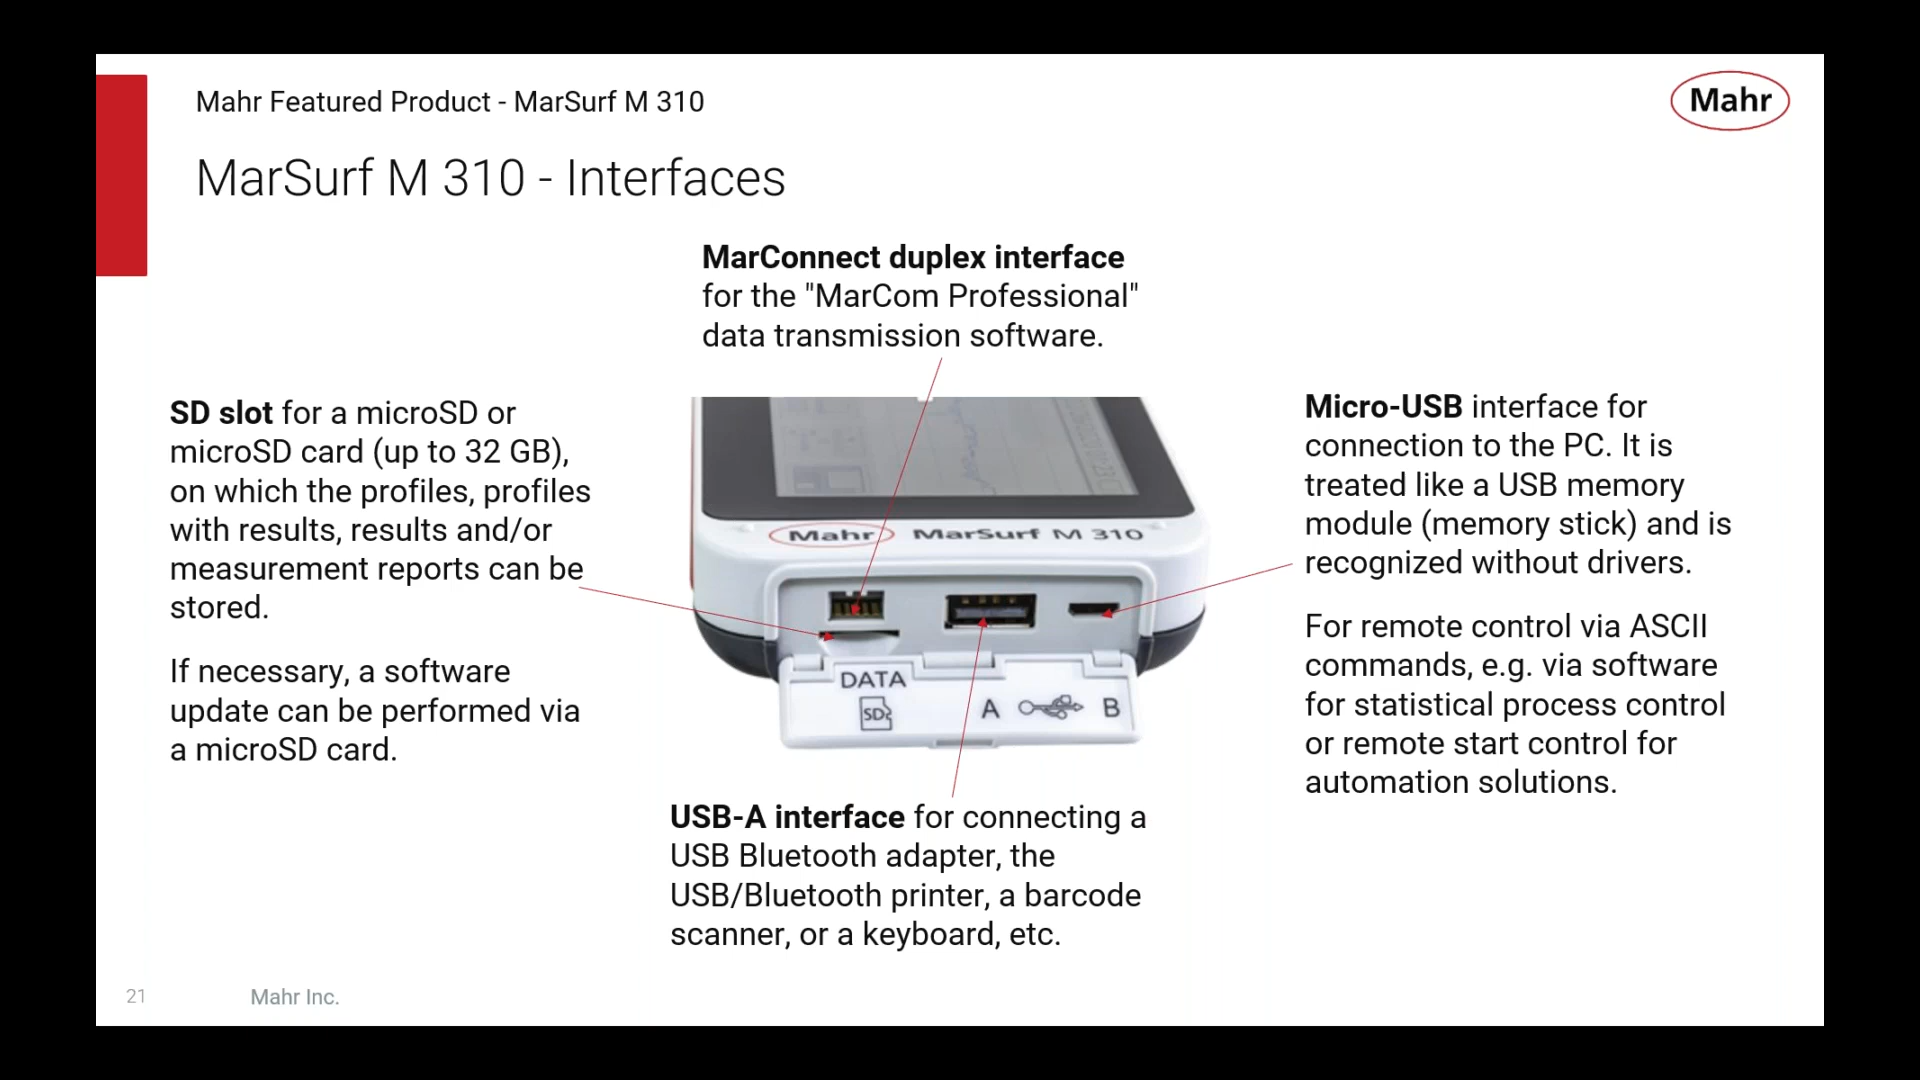 Mahr Featured Product - MarSurf M 310
Mahr
MarSurf M 310 - Interfaces
MarConnect duplex interface
for the "MarCom Professional"
data transmission software.
SD slot for a microSD or
microSD card (up to 32 GB),
on which the profiles, profiles
with results, results and/or
measurement reports can be
stored.
If necessary, a software
update can be performed via
a microSD card.
Mahr MarSurf M 310
DATA
SD
A B
Micro-USB interface for
connection to the PC. It is
treated like a USB memory
module (memory stick) and is
recognized without drivers.
For remote control via ASCII
commands, e.g. via software
for statistical process control
or remote start control for
automation solutions.
USB-A interface for connecting a
USB Bluetooth adapter, the
USB/Bluetooth printer, a barcode
scanner, or a keyboard, etc.
21
Mahr Inc.